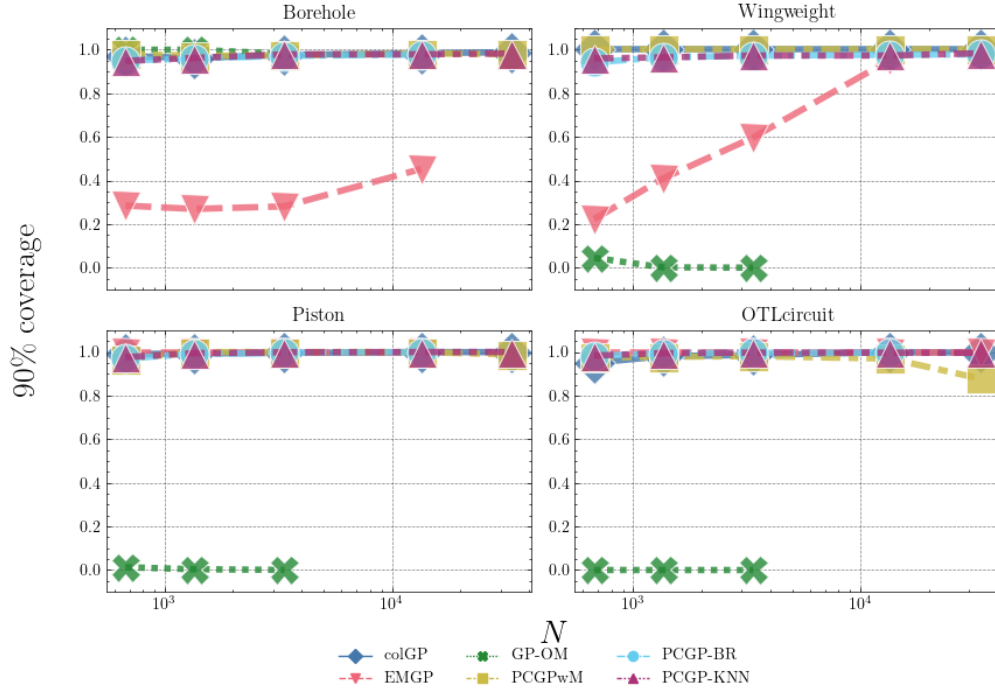 Borehole
Wingweight
1.0
0.8
0.6
0.4
0.2
0.0
1.0
0.8
0.6
0.4
0.2
0.0
90% coverage
Piston
OTLcircuit
1.0
0.8
0.6
0.4
0.2
0.0
10³
10⁴
1.0
0.8
0.6
0.4
0.2
0.0
10³
10⁴
N
colGP
GP-OM
PCGP-BR
EMGP
PCGPwM
PCGP-KNN